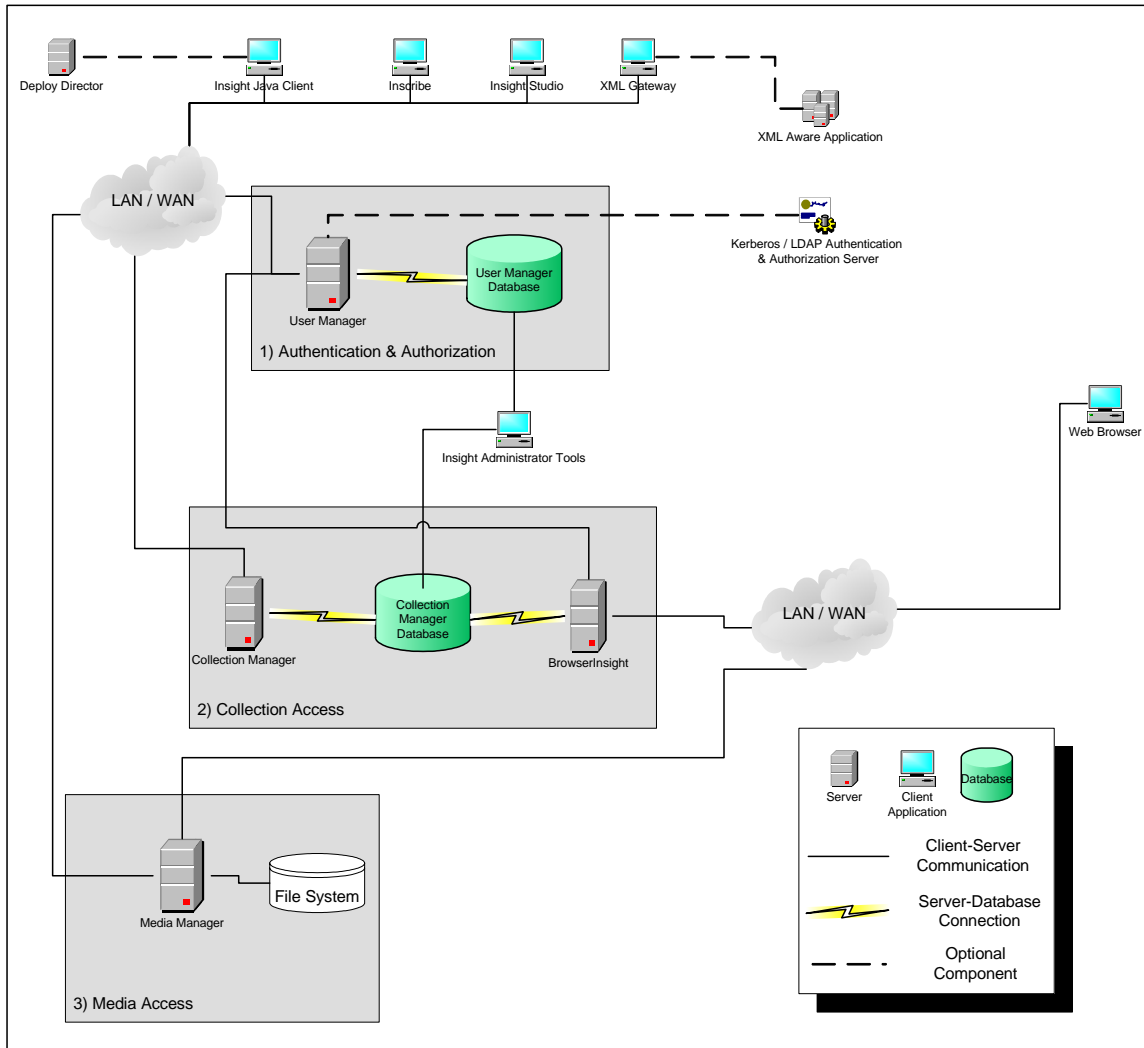 Deploy Director
Insight Java Client
Inscribe
Insight Studio
XML Gateway
XML Aware Application
LAN / WAN
Kerberos / LDAP Authentication
& Authorization Server
User Manager
Database
User Manager
1) Authentication & Authorization
Web Browser
Insight Administrator Tools
Collection
Manager
Database
LAN / WAN
Collection Manager
BrowserInsight
2) Collection Access
Database
Server
Client
Application
Client-Server
Communication
File System
Media Manager
Server-Database
Connection
Optional
Component
3) Media Access